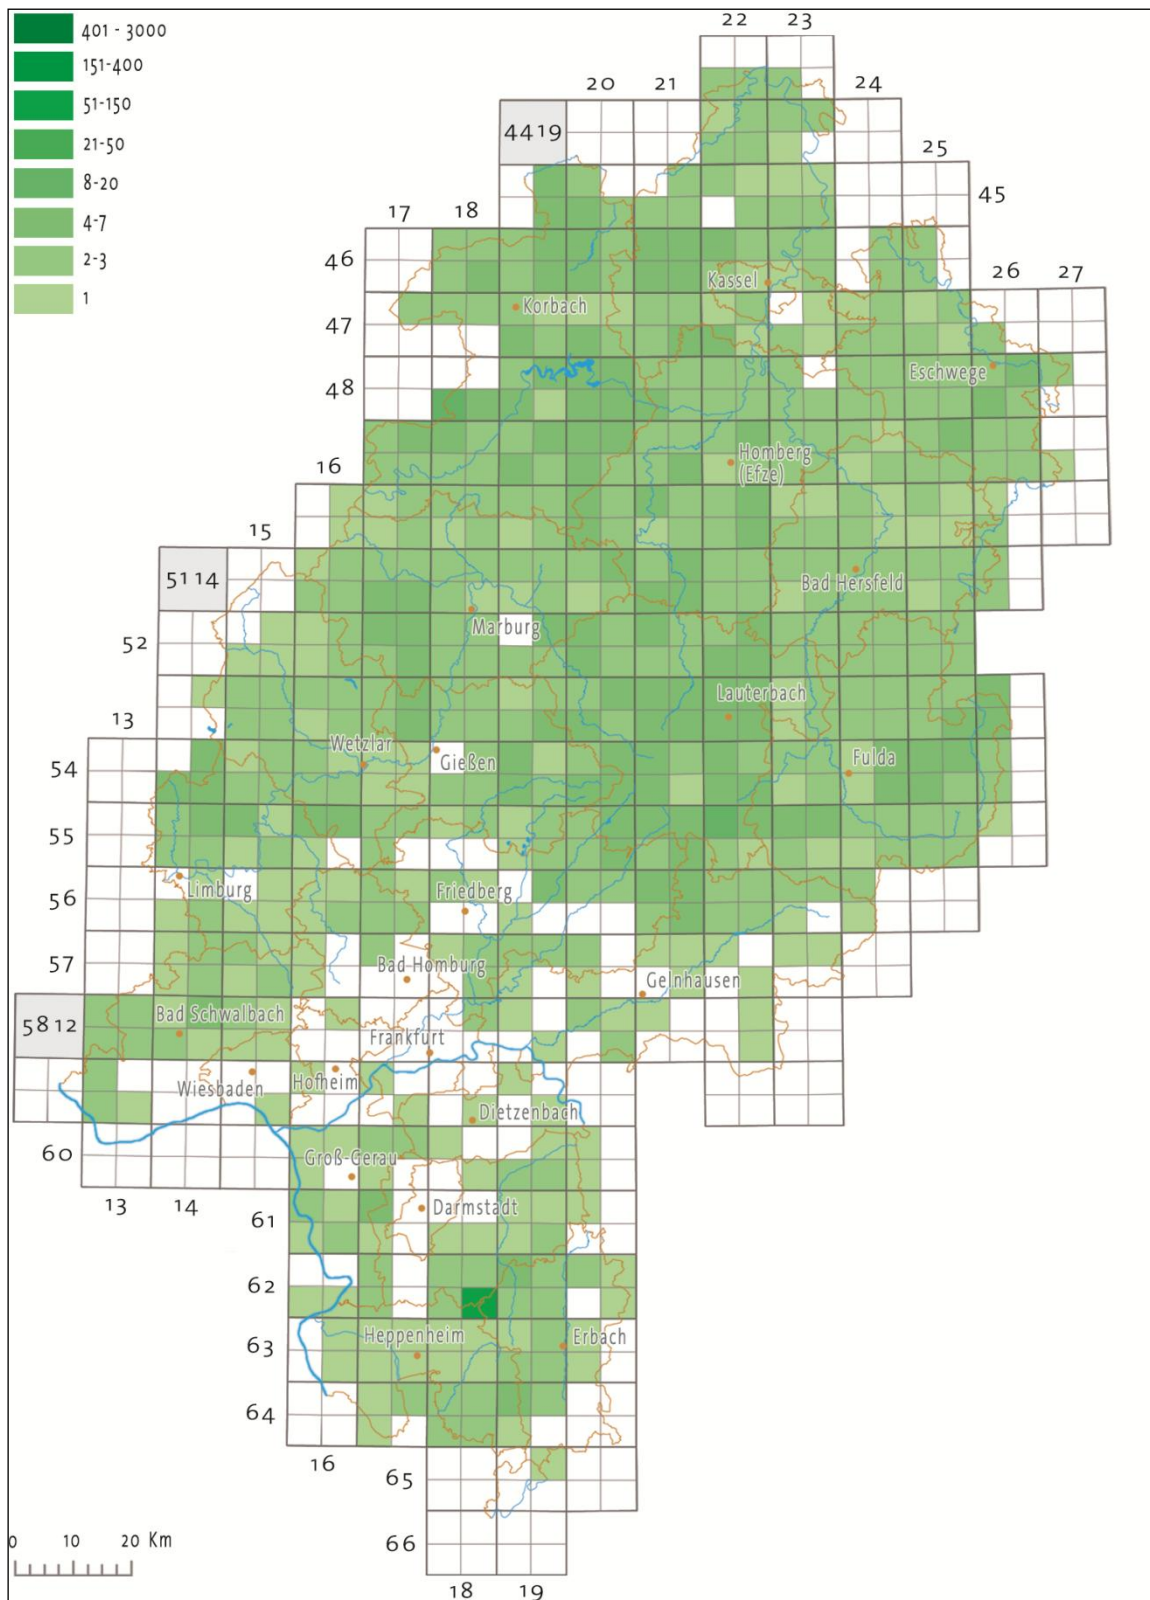 401 - 3000
151-400
51-150
21-50
8-20
4-7
2-3
1
22 23
20 21
24
4419
25
45
17 18
46
26 27
Kassel
Korbach
47
Eschwege
48
Homberg
(Efze)
16
15
5114
Bad Hersfeld
Marburg
52
Lauterbach
13
Wetzlar
Gießen
Fulda
54
55
Limburg
Friedberg
56
57
Bad Homburg
Gelnhausen
5812
Bad Schwalbach
Frankfurt
Wiesbaden
Hofheim
Dietzenbach
60
Groß-Gerau
13 14
61
Darmstadt
62
63
Heppenheim
Erbach
64
16
65
66
0 10 20 Km
18 19